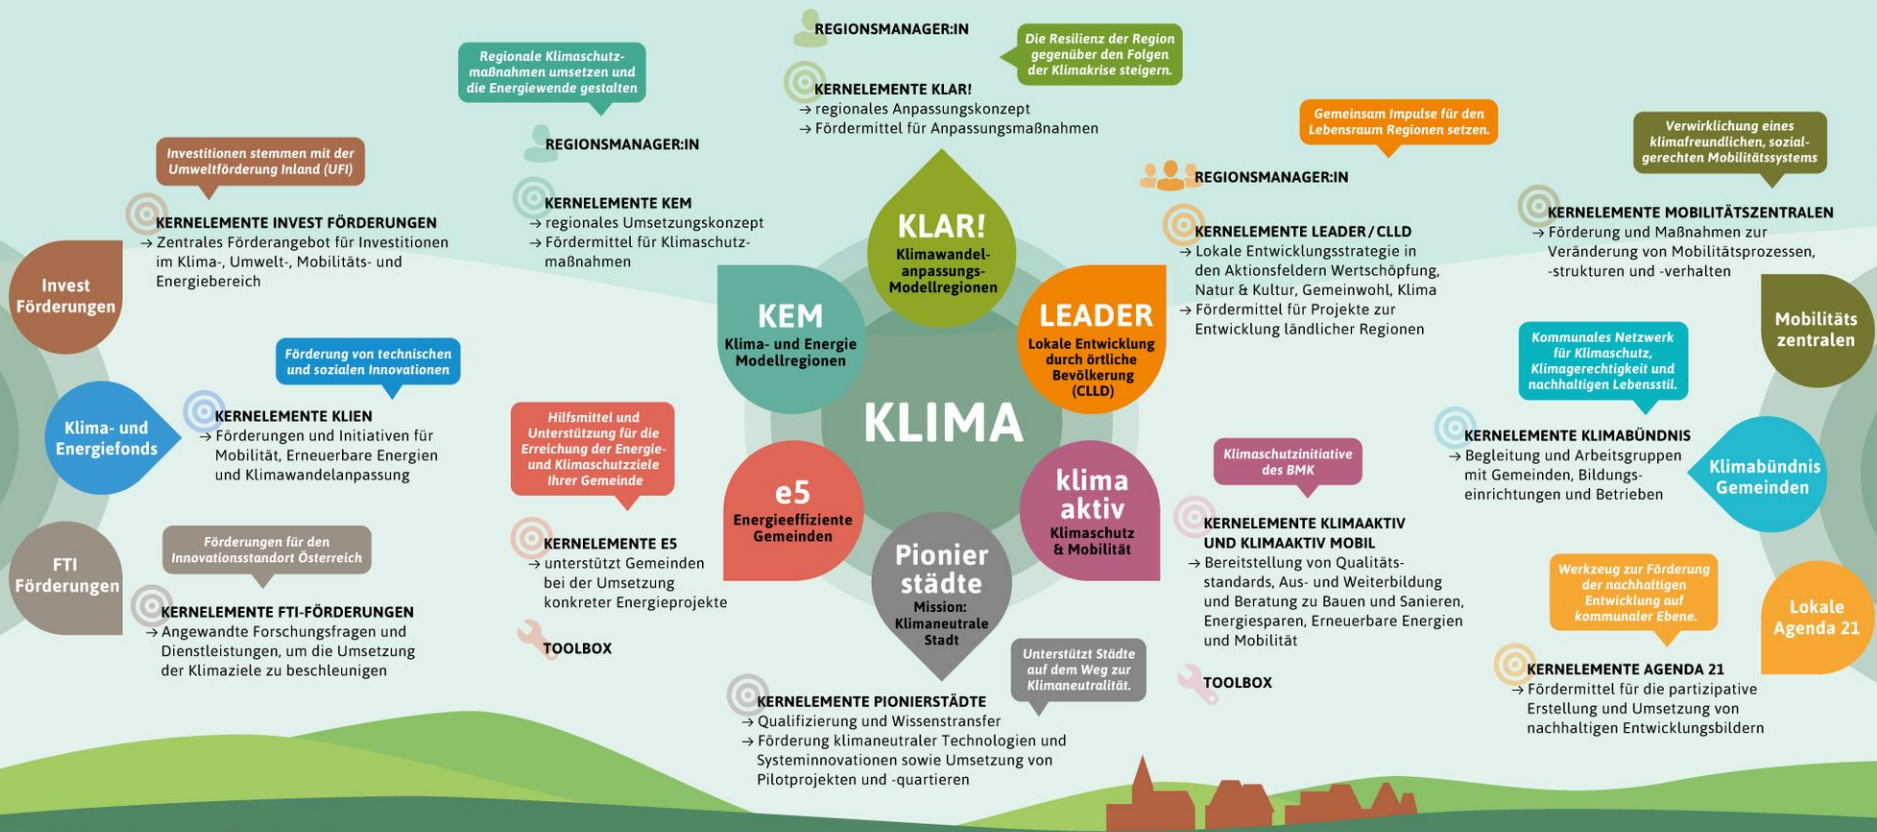 REGIONSMANAGER:IN
Die Resilienz der Region
gegenüber den Folgen
der Klimakrise steigern.
KERNELEMENTE KLAR!
→ regionales Anpassungskonzept
→ Fördermittel für Anpassungsmaßnahmen
KLAR!
Klimawandel-
anpassungs-
Modellregionen
Regionale Klimaschutz-
maßnahmen umsetzen und
die Energiewende gestalten
REGIONSMANAGER:IN
KERNELEMENTE KEM
→ regionales Umsetzungskonzept
→ Fördermittel für Klimaschutz-
maßnahmen
KEM
Klima- und Energie
Modellregionen
Gemeinsam Impulse für den
Lebensraum Regionen setzen.
REGIONSMANAGER:IN
KERNELEMENTE LEADER/CLLD
→ Lokale Entwicklungsstrategie in
den Aktionsfeldern Wertschöpfung,
Natur & Kultur, Gemeinwohl, Klima
→ Fördermittel für Projekte zur
Entwicklung ländlicher Regionen
LEADER
Lokale Entwicklung
durch örtliche
Bevölkerung
(CLLD)
Investitionen stemmen mit der
Umweltförderung Inland (UFI)
KERNELEMENTE INVEST FÖRDERUNGEN
→ Zentrales Förderangebot für Investitionen
im Klima-, Umwelt-, Mobilitäts- und
Energiebereich
Invest
Förderungen
Verwirklichung eines
klimafreundlichen, sozial-
gerechten Mobilitätssystems
KERNELEMENTE MOBILITÄTSZENTRALEN
→ Förderung und Maßnahmen zur
Veränderung von Mobilitätsprozessen,
-strukturen und -verhalten
Mobilitäts
zentralen
Förderung von technischen
und sozialen Innovationen
Klima- und
Energiefonds
KERNELEMENTE KLIEN
→ Förderungen und Initiativen für
Mobilität, Erneuerbare Energien
und Klimawandelanpassung
KLIMA
Kommunales Netzwerk
für Klimaschutz,
Klimagerechtigkeit und
nachhaltigen Lebensstil.
KERNELEMENTE KLIMABÜNDNIS
→ Begleitung und Arbeitsgruppen
mit Gemeinden, Bildungs-
einrichtungen und Betrieben
Klimabündnis
Gemeinden
Hilfsmittel und
Unterstützung für die
Erreichung der Energie-
und Klimaschutzziele
Ihrer Gemeinde
KERNELEMENTE E5
→ unterstützt Gemeinden
bei der Umsetzung
konkreter Energieprojekte
TOOLBOX
e5
Energieeffiziente
Gemeinden
klima
aktiv
Klimaschutz
& Mobilität
Klimaschutzinitiative
des BMK
KERNELEMENTE KLIMAAKTIV
UND KLIMAAKTIV MOBIL
→ Bereitstellung von Qualitäts-
standards, Aus- und Weiterbildung
und Beratung zu Bauen und Sanieren,
Energiesparen, Erneuerbare Energien
und Mobilität
TOOLBOX
Förderungen für den
Innovationsstandort Österreich
FTI
Förderungen
KERNELEMENTE FTI-FÖRDERUNGEN
→ Angewandte Forschungsfragen und
Dienstleistungen, um die Umsetzung
der Klimaziele zu beschleunigen
Pionier
städte
Mission:
Klimaneutrale
Stadt
Unterstützt Städte
auf dem Weg zur
Klimaneutralität.
KERNELEMENTE PIONIERSTÄDTE
→ Qualifizierung und Wissenstransfer
→ Förderung klimaneutraler Technologien und
Systeminnovationen sowie Umsetzung von
Pilotprojekten und -quartieren
Werkzeug zur Förderung
der nachhaltigen
Entwicklung auf
kommunaler Ebene.
Lokale
Agenda 21
KERNELEMENTE AGENDA 21
→ Fördermittel für die partizipative
Erstellung und Umsetzung von
nachhaltigen Entwicklungsbildern